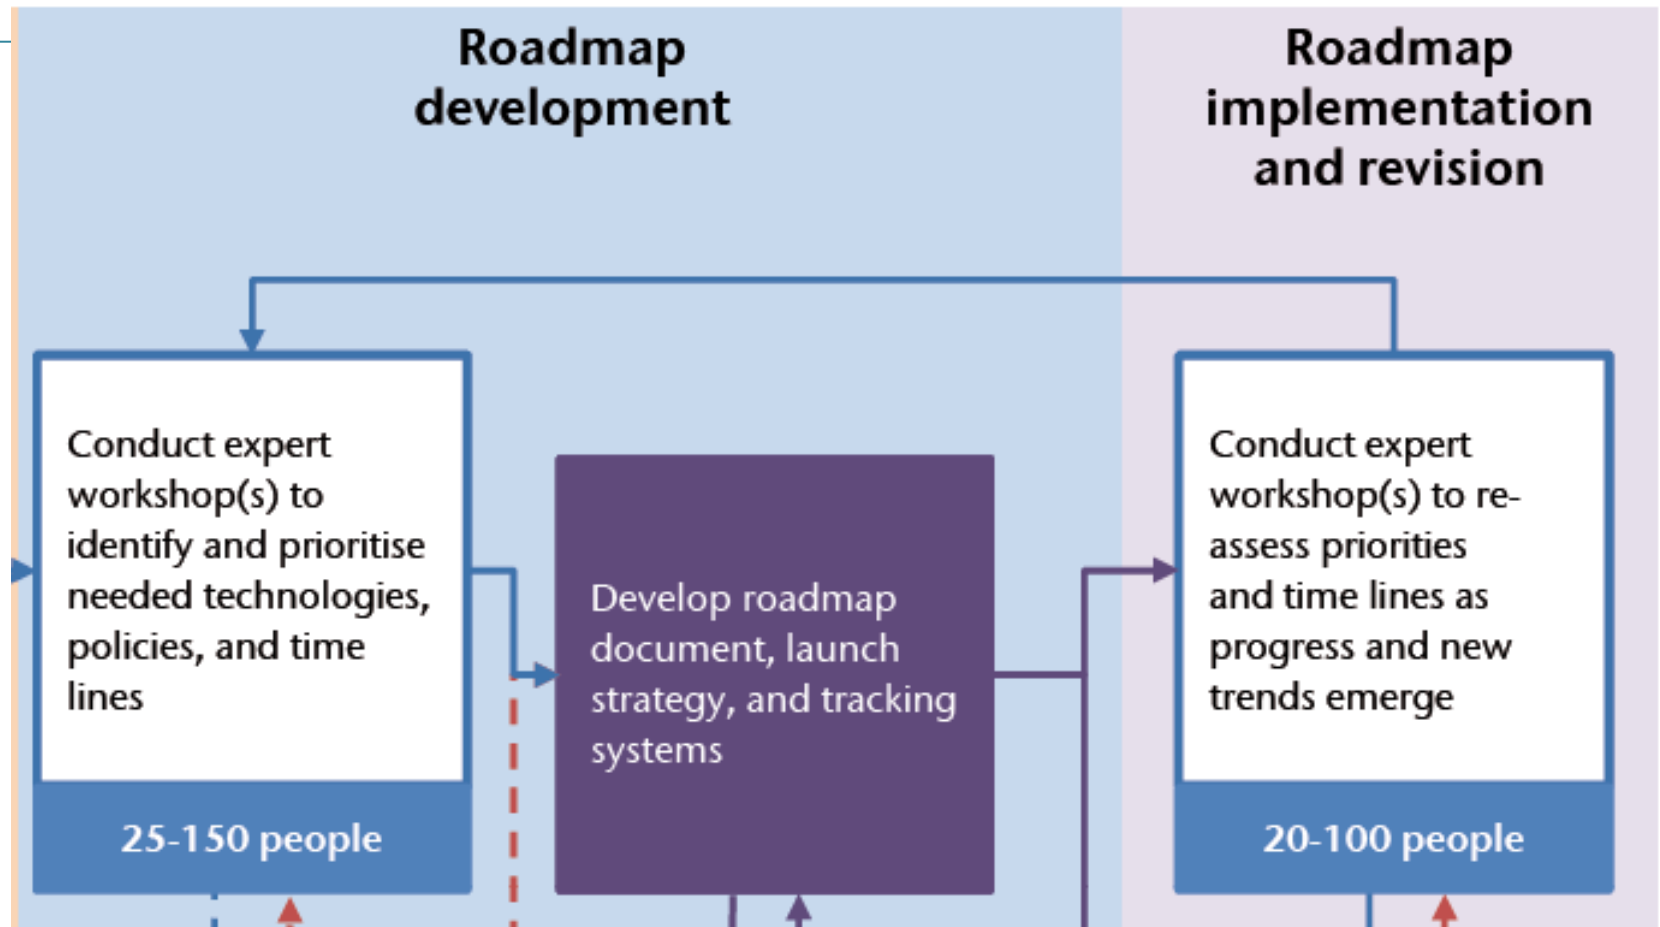 Roadmap
development
Roadmap
implementation
and revision
Conduct expert
workshop(s) to
identify and prioritise
needed technologies,
policies, and time
lines
25-150 people
Develop roadmap
document, launch
strategy, and tracking
systems
Conduct expert
workshop(s) to re-
assess priorities
and time lines as
progress and new
trends emerge
20-100 people